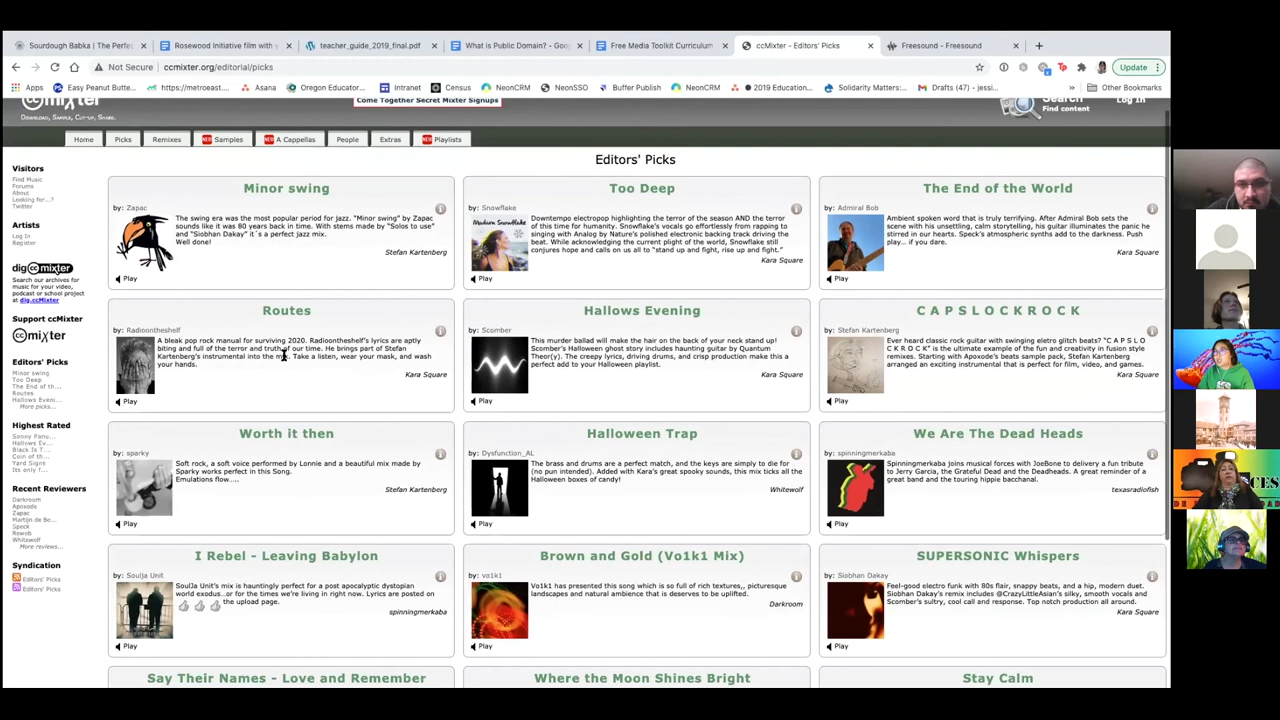 Sourdough Babka | The Perfe
Rosewood Initiative film with y
teacher_guide_2019_final.pdf
What is Public Domain? - Goo
Free Media Toolkit Curriculum
ccMixter - Editors' Picks
Freesound - Freesound
Not Secure | ccmixter.org/editorial/picks
Update
Apps
Easy Peanut Butte...
https://metroeast....
Asana
Oregon Educator...
Intranet
Census
NeonCRM
NeonSSO
Buffer Publish
NeonCRM
2019 Education...
Solidarity Matters:...
Drafts (47) - jessi...
Other Bookmarks
ccmixter
Download, Sample, Cut-up, Share.
Come Together Secret Mixter Signups
Search
Find content
Log In
Home
Picks
Remixes
Samples
A Cappellas
People
Extras
Playlists
Visitors
Find Music
Forums
About
Looking for...?
Twitter
Artists
Log In
Register
dig ccmixter
Search our archives for
music for your video,
podcast or school project
at dig.ccMixter
Support ccMixter
ccmixter
Editors' Picks
Minor swing
Too Deep
The End of th...
Routes
Hallows Eveni...
More picks...
Highest Rated
Sonny Panu...
Hallows Ev...
Black Is T...
Coin of th...
Yard Signs
Its only f...
Recent Reviewers
Darkroom
Apoxode
Zapac
Martijn de Bo...
Speck
Rewob
Whitewolf
More reviews...
Syndication
Editors' Picks
Editors' Picks
Editors' Picks
Minor swing
by: Zapac
The swing era was the most popular period for jazz. "Minor swing" by Zapac
sounds like it was 80 years back in time. With stems made by "Solos to use"
and "Siobhan Dakay" it´s a perfect jazz mix.
Well done!
Stefan Kartenberg
Play
Too Deep
by: Snowflake
Downtempo electropop highlighting the terror of the season AND the terror
of this time for humanity. Snowflake's vocals go effortlessly from rapping to
singing with Analog by Nature's polished electronic backing track driving the
beat. While acknowledging the current plight of the world, Snowflake still
conjures hope and calls on us all to "stand up and fight, rise up and fight."
Kara Square
Play
The End of the World
by: Admiral Bob
Ambient spoken word that is truly terrifying. After Admiral Bob sets the
scene with his unsettling, calm storytelling, his guitar illuminates the panic he
stirred in our hearts. Speck's atmospheric synths add to the darkness. Push
play... if you dare.
Kara Square
Play
Routes
by: Radioontheshelf
A bleak pop rock manual for surviving 2020. Radioontheshelf's lyrics are aptly
biting and full of the terror and truth of our time. He brings part of Stefan
Kartenberg's instrumental into the mix. Take a listen, wear your mask, and wash
your hands.
Kara Square
Play
Hallows Evening
by: Scomber
This murder ballad will make the hair on the back of your neck stand up!
Scomber's Halloween ghost story includes haunting guitar by Quantum
Theor(y). The creepy lyrics, driving drums, and crisp production make this a
perfect add to your Halloween playlist.
Kara Square
Play
C A P S L O C K R O C K
by: Stefan Kartenberg
Ever heard classic rock guitar with swinging eletro glitch beats? "C A P S L O
C K R O C K" is the ultimate example of the fun and creativity in fusion style
remixes. Starting with Apoxode's beats sample pack, Stefan Kartenberg
arranged an exciting instrumental that is perfect for film, video, and games.
Kara Square
Play
Worth it then
by: sparky
Soft rock, a soft voice performed by Lonnie and a beautiful mix made by
Sparky works perfect in this Song.
Emulations flow.....
Stefan Kartenberg
Play
Halloween Trap
by: Dysfunction_AL
The brass and drums are a perfect match, and the keys are simply to die for
(no pun intended). Added with Kara's great spooky sounds, this mix ticks all the
Halloween boxes of candy!
Whitewolf
Play
We Are The Dead Heads
by: spinningmerkaba
Spinningmerkaba joins musical forces with JoeBone to delivery a fun tribute
to Jerry Garcia, the Grateful Dead and the Deadheads. A great reminder of a
great band and the touring hippie bacchanal.
texasradiofish
Play
I Rebel - Leaving Babylon
by: Soulja Unit
SoulJa Unit's mix is hauntingly perfect for a post apocalyptic dystopian
world exodus...or for the times we're living in right now. Lyrics are posted on
the upload page.
spinningmerkaba
Play
Brown and Gold (Vo1k1 Mix)
by: vo1k1
Vo1k1 has presented this song which is so full of rich textures,, picturesque
landscapes and natural ambience that is deserves to be uplifted.
Darkroom
Play
SUPERSONIC Whispers
by: Siobhan Dakay
Feel-good electro funk with 80s flair, snappy beats, and a hip, modern duet.
Siobhan Dakay's remix includes @CrazyLittleAsian's silky, smooth vocals and
Scomber's sultry, cool call and response. Top notch production all around.
Kara Square
Play
Say Their Names - Love and Remember
Where the Moon Shines Bright
Stay Calm